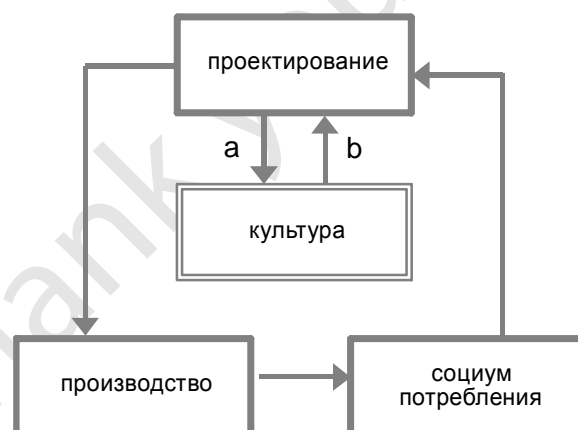 проектирование
a
b
культура
производство
социум
потребления